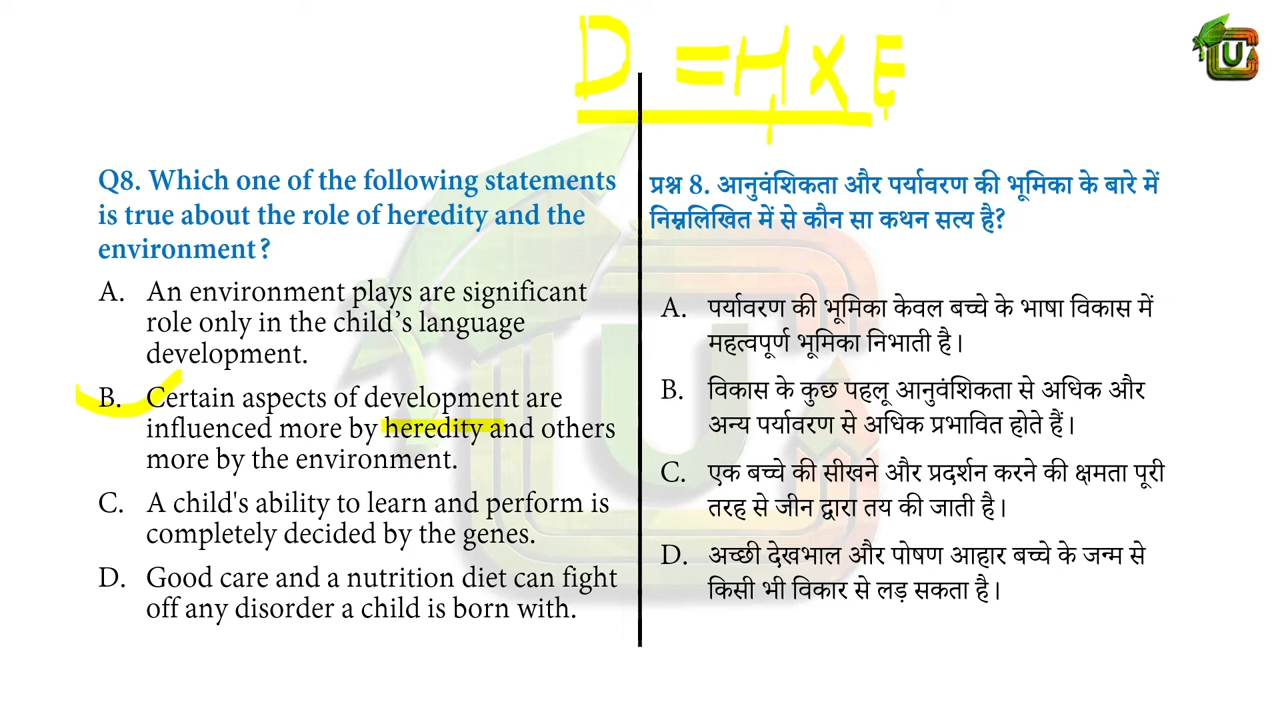 D = H × E
Q8. Which one of the following statements
is true about the role of heredity and the
environment?
A. An environment plays are significant
role only in the child's language
development.
B. Certain aspects of development are
influenced more by heredity and others
more by the environment.
C. A child's ability to learn and perform is
completely decided by the genes.
D. Good care and a nutrition diet can fight
off any disorder a child is born with.
प्रश्न 8. आनुवंशिकता और पर्यावरण की भूमिका के बारे में
निम्नलिखित में से कौन सा कथन सत्य है?
A. पर्यावरण की भूमिका केवल बच्चे के भाषा विकास में
महत्वपूर्ण भूमिका निभाती है।
B. विकास के कुछ पहलू आनुवंशिकता से अधिक और
अन्य पर्यावरण से अधिक प्रभावित होते हैं।
C. एक बच्चे की सीखने और प्रदर्शन करने की क्षमता पूरी
तरह से जीन द्वारा तय की जाती है।
D. अच्छी देखभाल और पोषण आहार बच्चे के जन्म से
किसी भी विकार से लड़ सकता है।
U